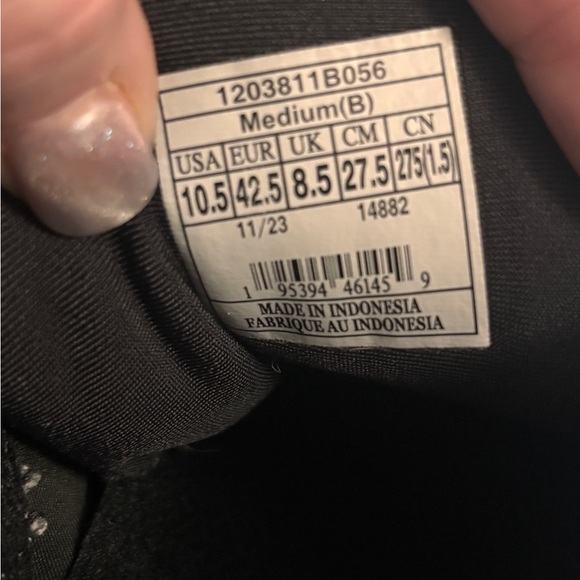 1203811B056
Medium(B)
USA EUR UK CM CN
10.5 42.5 8.5 27.5 275(1.5)
11/23 14882
1 95394 46145 9
MADE IN INDONESIA
FABRIQUE AU INDONESIA